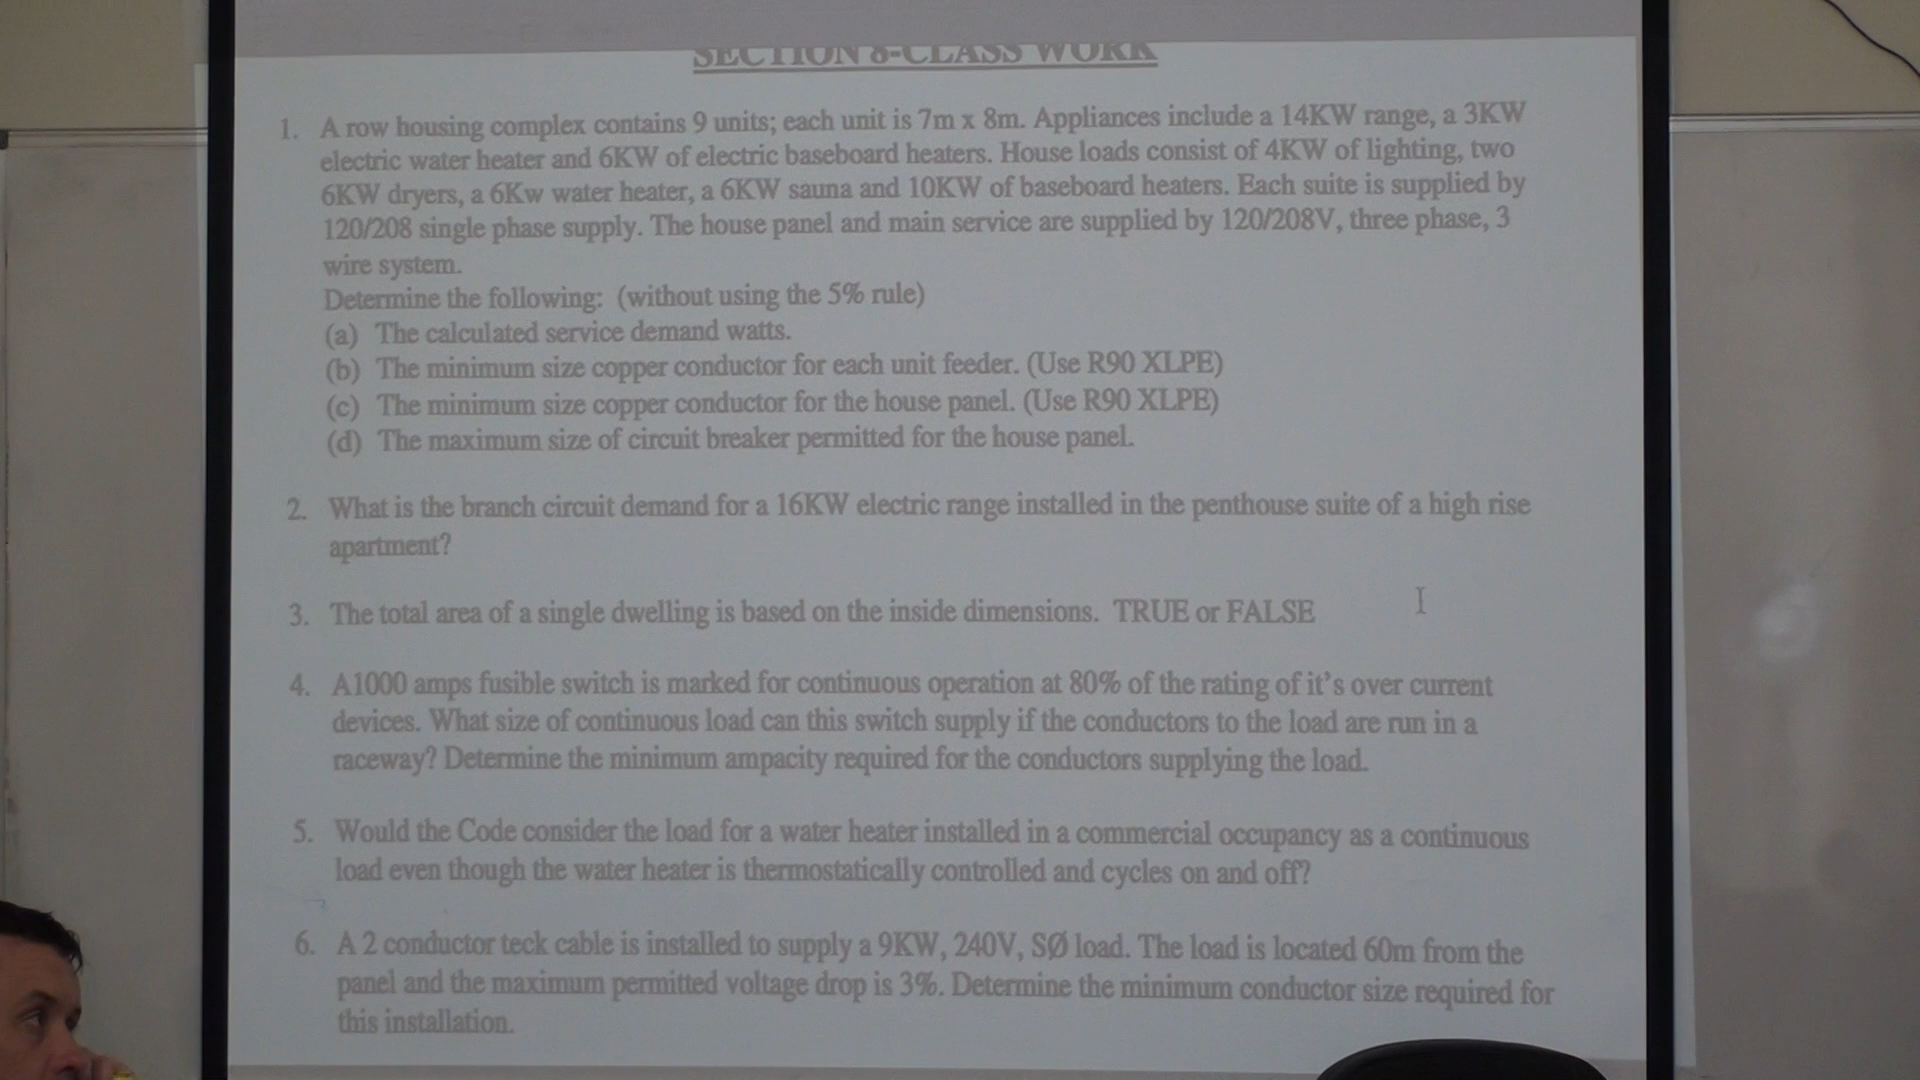 SECTION 8-CLASS WORK
1. A row housing complex contains 9 units; each unit is 7m x 8m. Appliances include a 14KW range, a 3KW
electric water heater and 6KW of electric baseboard heaters. House loads consist of 4KW of lighting, two
6KW dryers, a 6Kw water heater, a 6KW sauna and 10KW of baseboard heaters. Each suite is supplied by
120/208 single phase supply. The house panel and main service are supplied by 120/208V, three phase, 3
wire system.
Determine the following: (without using the 5% rule)
(a) The calculated service demand watts.
(b) The minimum size copper conductor for each unit feeder. (Use R90 XLPE)
(c) The minimum size copper conductor for the house panel. (Use R90 XLPE)
(d) The maximum size of circuit breaker permitted for the house panel.
2. What is the branch circuit demand for a 16KW electric range installed in the penthouse suite of a high rise
apartment?
3. The total area of a single dwelling is based on the inside dimensions. TRUE or FALSE
4. A1000 amps fusible switch is marked for continuous operation at 80% of the rating of it's over current
devices. What size of continuous load can this switch supply if the conductors to the load are run in a
raceway? Determine the minimum ampacity required for the conductors supplying the load.
5. Would the Code consider the load for a water heater installed in a commercial occupancy as a continuous
load even though the water heater is thermostatically controlled and cycles on and off?
6. A 2 conductor teck cable is installed to supply a 9KW, 240V, SØ load. The load is located 60m from the
panel and the maximum permitted voltage drop is 3%. Determine the minimum conductor size required for
this installation.